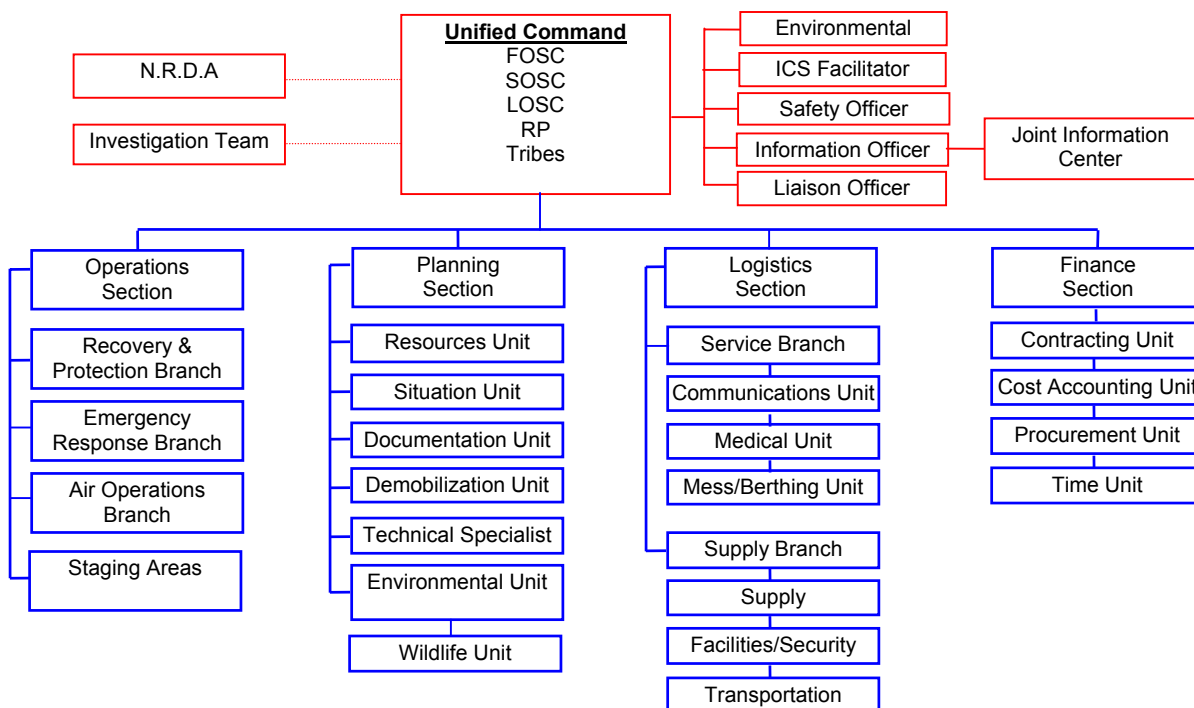 Unified Command
FOSC
SOSC
LOSC
RP
Tribes
N.R.D.A
Investigation Team
Environmental
ICS Facilitator
Safety Officer
Information Officer
Liaison Officer
Joint Information
Center
Operations
Section
Recovery &
Protection Branch
Emergency
Response Branch
Air Operations
Branch
Staging Areas
Planning
Section
Resources Unit
Situation Unit
Documentation Unit
Demobilization Unit
Technical Specialist
Environmental Unit
Wildlife Unit
Logistics
Section
Service Branch
Communications Unit
Medical Unit
Mess/Berthing Unit
Supply Branch
Supply
Facilities/Security
Transportation
Finance
Section
Contracting Unit
Cost Accounting Unit
Procurement Unit
Time Unit